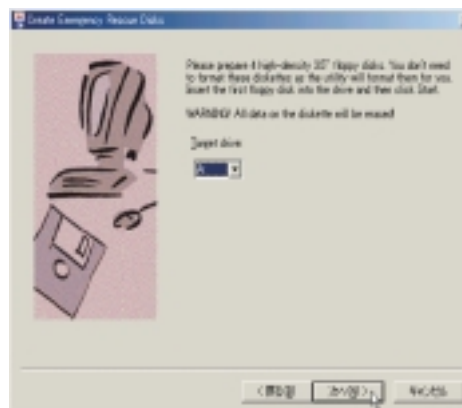 Create Emergency Rescue Disks
Please prepare 4 high-density 3.5" floppy disks. You don't need
to format these diskettes as the utility will format them for you.
Insert the first floppy disk into the drive and then click Start.
WARNING! All data on the diskette will be erased!
Target drive:
A: